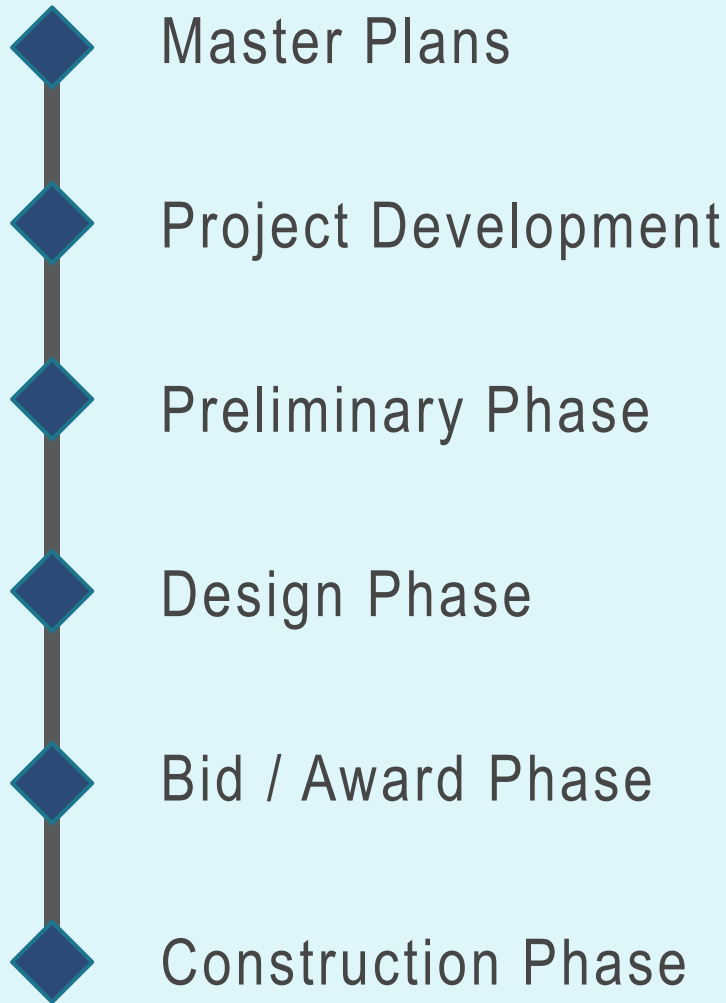 Master Plans
Project Development
Preliminary Phase
Design Phase
Bid / Award Phase
Construction Phase